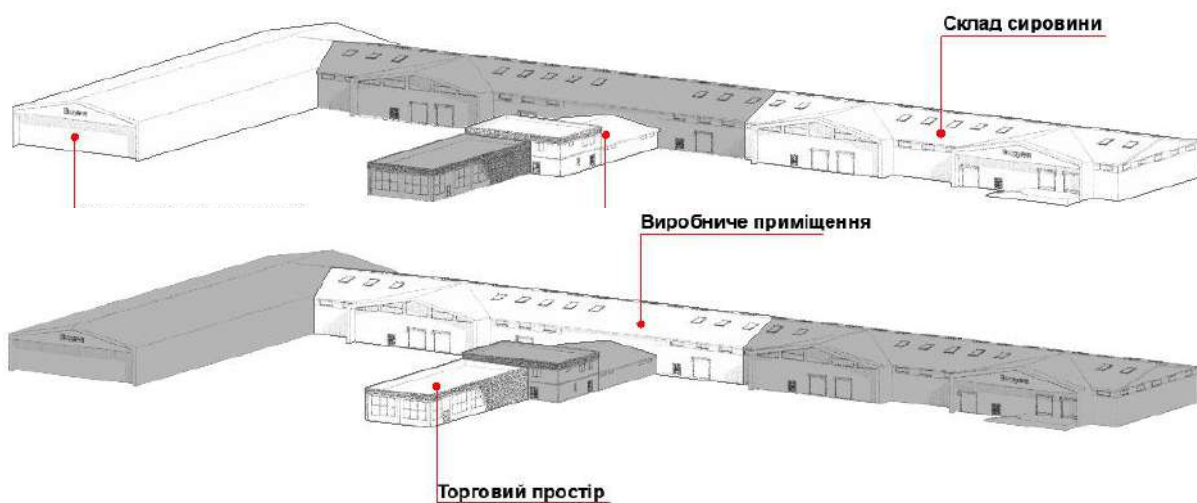 Склад сировини
Виробниче приміщення
Торговий простір